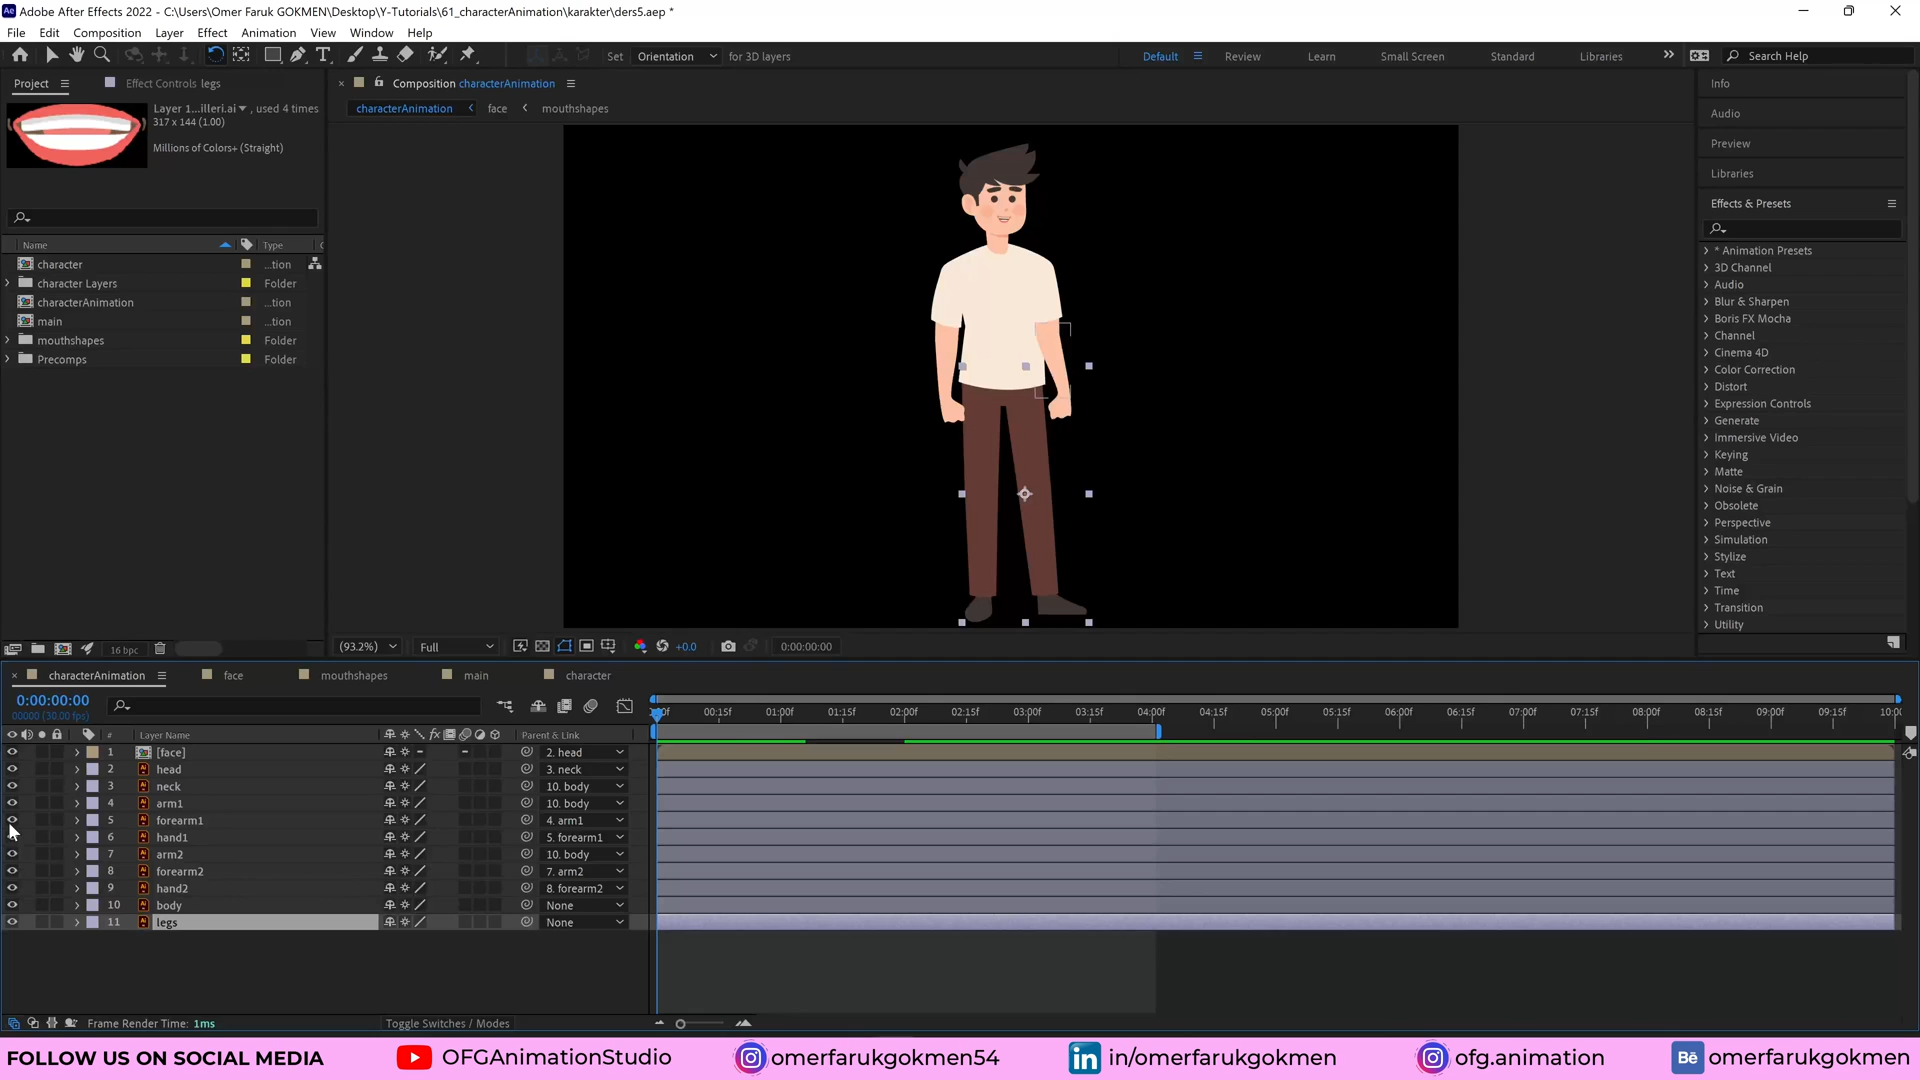 Adobe After Effects 2022 - C:\Users\Omer Faruk GOKMEN\Desktop\Y-Tutorials\61_characterAnimation\karakter\ders5.aep *
File Edit Composition Layer Effect Animation View Window Help
Set Orientation for 3D layers Default Review Learn Small Screen Standard Libraries Search Help
Project Effect Controls legs
Composition characterAnimation
Layer 1...illeri.ai, used 4 times
317 x 144 (1.00)
Millions of Colors+ (Straight)
characterAnimation face mouthshapes
Name Type
character ...tion
character Layers Folder
characterAnimation ...tion
main ...tion
mouthshapes Folder
Precomps Folder
16 bpc
(93.2%) Full +0.0 0:00:00:00
Info
Audio
Preview
Libraries
Effects & Presets
* Animation Presets
3D Channel
Audio
Blur & Sharpen
Boris FX Mocha
Channel
Cinema 4D
Color Correction
Distort
Expression Controls
Generate
Immersive Video
Keying
Matte
Noise & Grain
Obsolete
Perspective
Simulation
Stylize
Text
Time
Transition
Utility
characterAnimation face mouthshapes main character
0:00:00:00
00000 (30.00 fps)
00:15f 01:00f 01:15f 02:00f 02:15f 03:00f 03:15f 04:00f 04:15f 05:00f 05:15f 06:00f 06:15f 07:00f 07:15f 08:00f 08:15f 09:00f 09:15f 10:0
# Layer Name Parent & Link
1 [face] 2. head
2 head 3. neck
3 neck 10. body
4 arm1 10. body
5 forearm1 4. arm1
6 hand1 5. forearm1
7 arm2 10. body
8 forearm2 7. arm2
9 hand2 8. forearm2
10 body None
11 legs None
Frame Render Time: 1ms Toggle Switches / Modes
FOLLOW US ON SOCIAL MEDIA OFGAnimationStudio omerfarukgokmen54 in/omerfarukgokmen ofg.animation Bē omerfarukgokmen